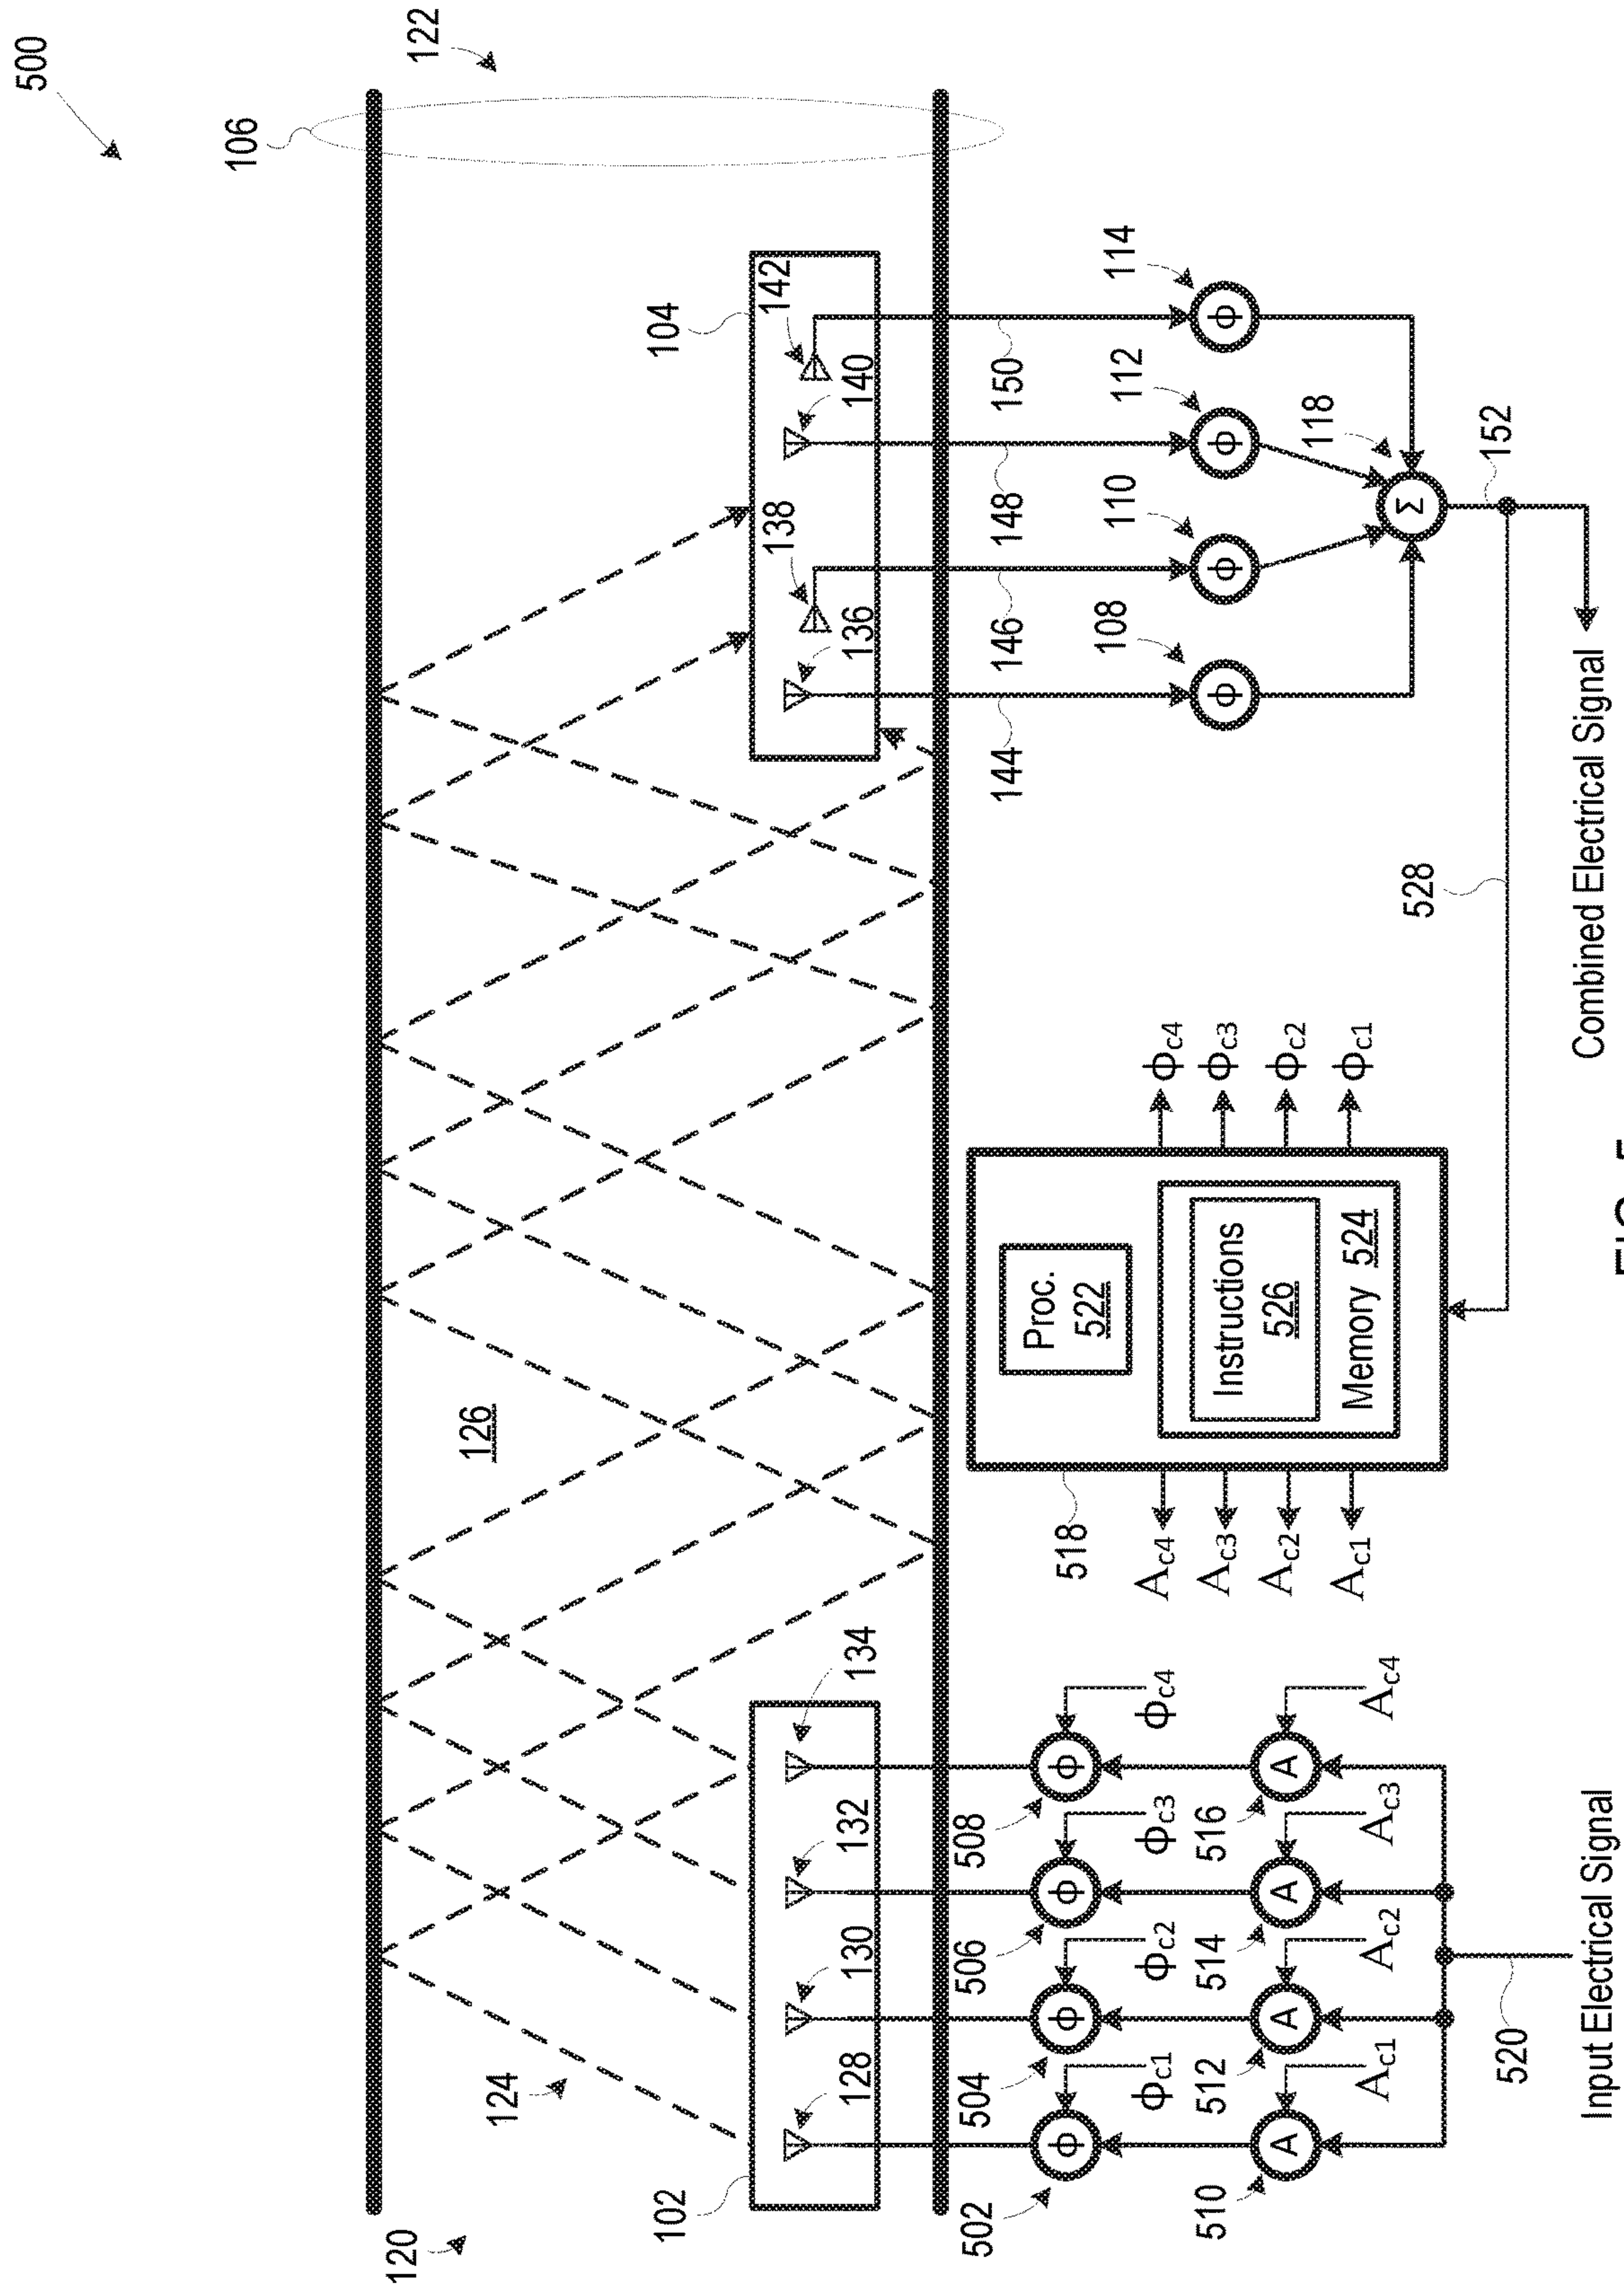 500
106
122
120
124
126
102
128
130
132
134
104
136
138
140
142
144
146
148
150
108
110
112
114
118
152
502
504
506
508
ϕ
ϕ
ϕ
ϕ
ϕc1
ϕc2
ϕc3
ϕc4
510
512
514
516
A
A
A
A
Ac1
Ac2
Ac3
Ac4
520
Input Electrical Signal
518
Ac4
Ac3
Ac2
Ac1
Proc.
522
Instructions
526
Memory 524
ϕc4
ϕc3
ϕc2
ϕc1
528
ϕ
ϕ
ϕ
ϕ
Σ
Combined Electrical Signal